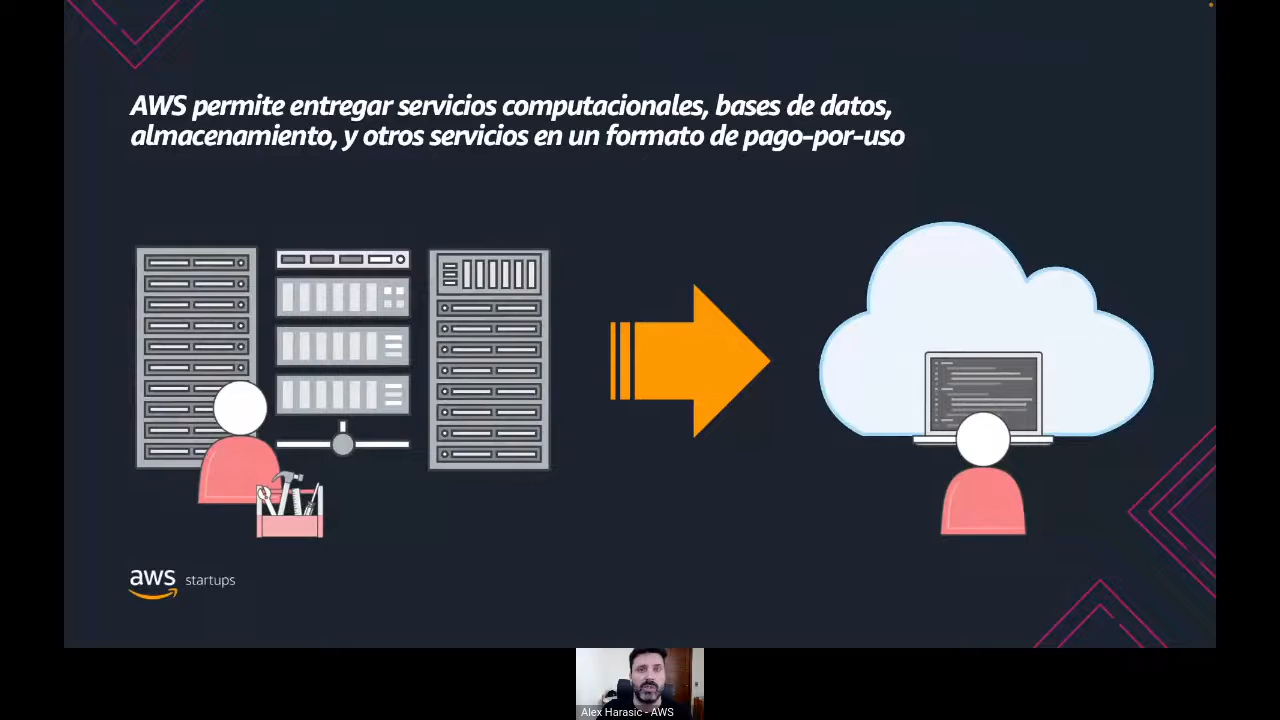 AWS permite entregar servicios computacionales, bases de datos,
almacenamiento, y otros servicios en un formato de pago-por-uso
aws startups
Alex Harasic - AWS